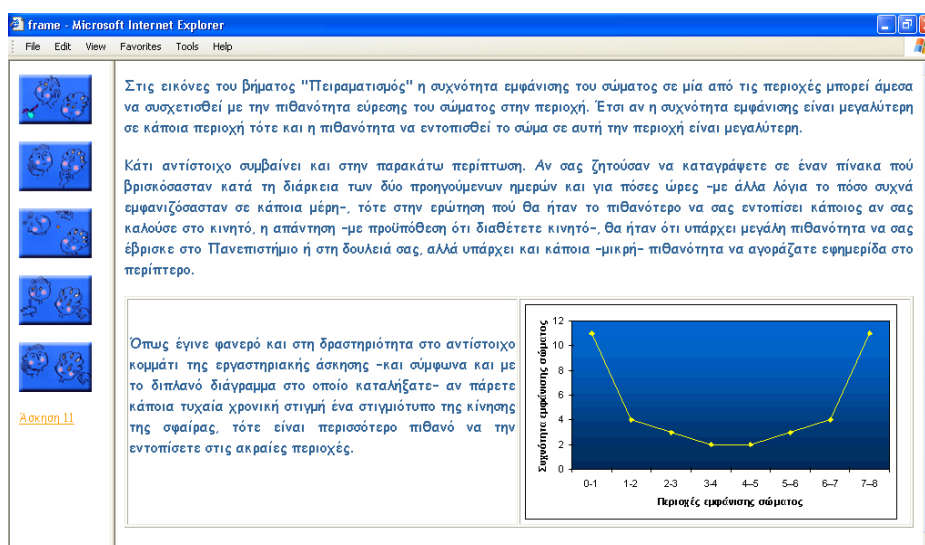 frame - Microsoft Internet Explorer
File Edit View Favorites Tools Help
Στις εικόνες του βήματος "Πειραματισμός" η συχνότητα εμφάνισης του σώματος σε μία από τις περιοχές μπορεί άμεσα
να συσχετισθεί με την πιθανότητα εύρεσης του σώματος στην περιοχή. Έτσι αν η συχνότητα εμφάνισης είναι μεγαλύτερη
σε κάποια περιοχή τότε και η πιθανότητα να εντοπισθεί το σώμα σε αυτή την περιοχή είναι μεγαλύτερη.
Κάτι αντίστοιχο συμβαίνει και στην παρακάτω περίπτωση. Αν σας ζητούσαν να καταγράψετε σε έναν πίνακα πού
βρισκόσασταν κατά τη διάρκεια των δύο προηγούμενων ημερών και για πόσες ώρες -με άλλα λόγια το πόσο συχνά
εμφανιζόσασταν σε κάποια μέρη-, τότε στην ερώτηση πού θα ήταν το πιθανότερο να σας εντοπίσει κάποιος αν σας
καλούσε στο κινητό, η απάντηση -με προϋπόθεση ότι διαθέτετε κινητό-, θα ήταν ότι υπάρχει μεγάλη πιθανότητα να σας
έβρισκε στο Πανεπιστήμιο ή στη δουλειά σας, αλλά υπάρχει και κάποια -μικρή- πιθανότητα να αγοράζατε εφημερίδα στο
περίπτερο.
Όπως έγινε φανερό και στη δραστηριότητα στο αντίστοιχο
κομμάτι της εργαστηριακής άσκησης -και σύμφωνα και με
το διπλανό διάγραμμα στο οποίο καταλήξατε- αν πάρετε
κάποια τυχαία χρονική στιγμή ένα στιγμιότυπο της κίνησης
της σφαίρας, τότε είναι περισσότερο πιθανό να την
εντοπίσετε στις ακραίες περιοχές.
Άσκηση 11
Συχνότητα εμφάνισης σώματος
12
10
8
6
4
2
0
0-1 1-2 2-3 3-4 4-5 5-6 6-7 7-8
Περιοχές εμφάνισης σώματος